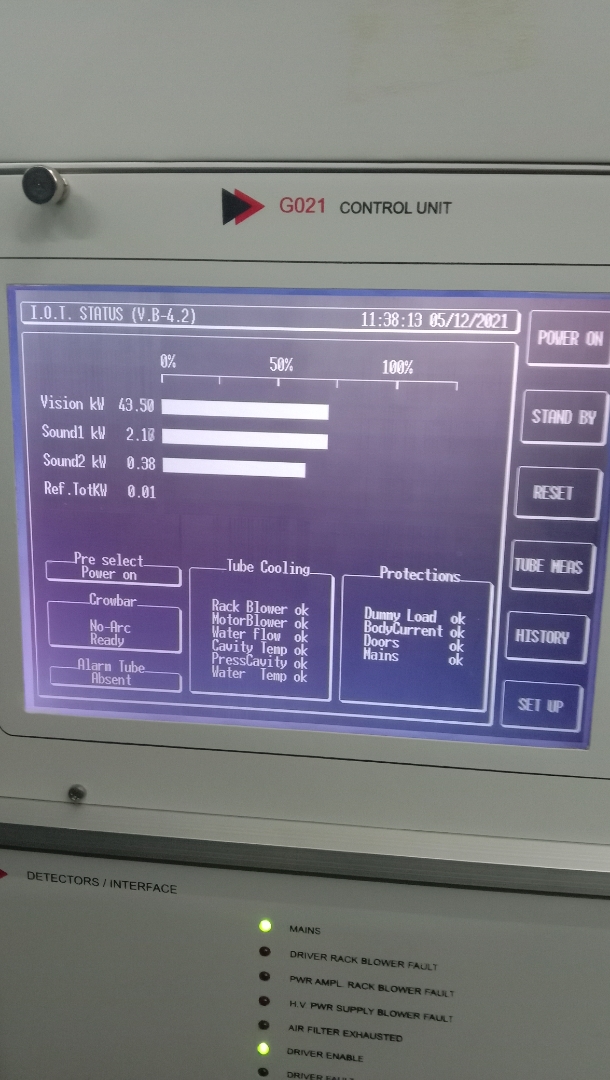 G021 CONTROL UNIT
I.O.T. STATUS (V.B-4.2) 11:38:13 05/12/2021
POWER ON
0% 50% 100%
Vision kW 43.50
STAND BY
Sound1 kW 2.18
Sound2 kW 0.38
Ref.TotKW 0.01
RESET
Pre select
Power on
TUBE MEAS
Crowbar
No-Arc
Ready
Alarm Tube
Absent
Tube Cooling
Rack Blower ok
MotorBlower ok
Water Flow ok
Cavity Temp ok
PressCavity ok
Water Temp ok
Protections
Dummy Load ok
BodyCurrent ok
Doors ok
Mains ok
HISTORY
SET UP
DETECTORS / INTERFACE
MAINS
DRIVER RACK BLOWER FAULT
PWR AMPL. RACK BLOWER FAULT
H.V. PWR SUPPLY BLOWER FAULT
AIR FILTER EXHAUSTED
DRIVER ENABLE
DRIVER FAULT